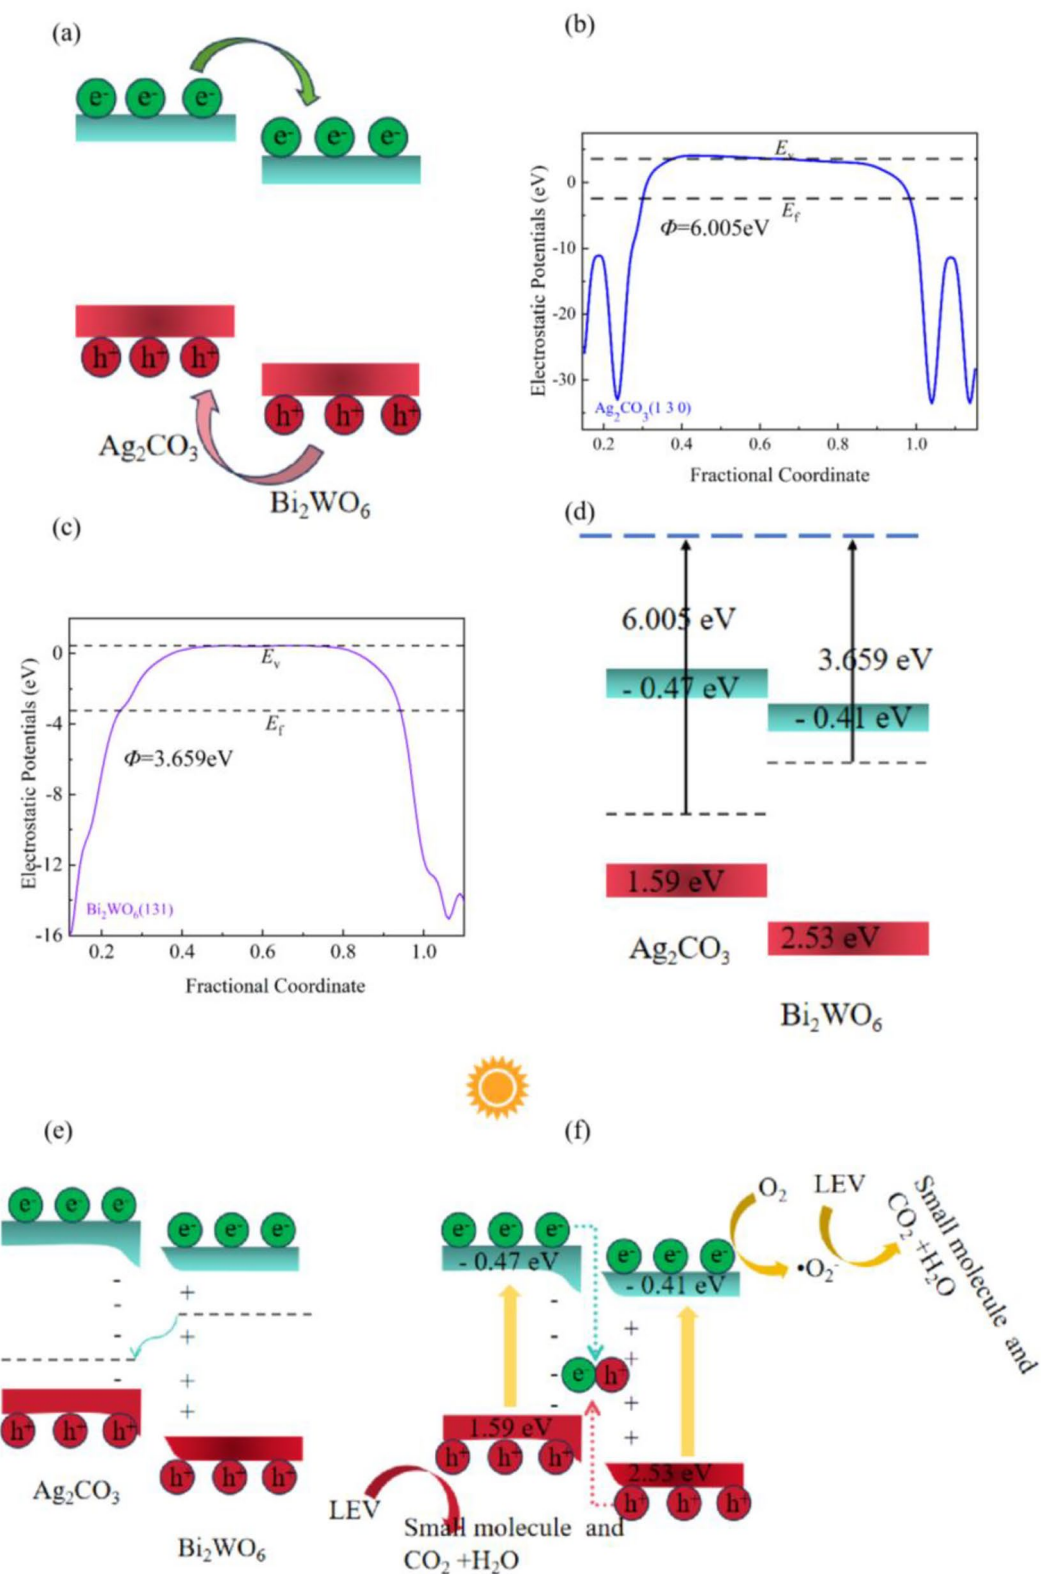 (a)
e⁻ e⁻ e⁻
e⁻ e⁻ e⁻
h⁺ h⁺ h⁺
h⁺ h⁺ h⁺
Ag₂CO₃
Bi₂WO₆
(b)
Electrostatic Potentials (eV)
0
-10
-20
-30
Eᵥ
E_f
Φ=6.005eV
Ag₂CO₃(1 3 0)
0.2 0.4 0.6 0.8 1.0
Fractional Coordinate
(c)
Electrostatic Potentials (eV)
0
-4
-8
-12
-16
Eᵥ
E_f
Φ=3.659eV
Bi₂WO₆(131)
0.2 0.4 0.6 0.8 1.0
Fractional Coordinate
(d)
6.005 eV
3.659 eV
- 0.47 eV
- 0.41 eV
1.59 eV
2.53 eV
Ag₂CO₃
Bi₂WO₆
(e)
e⁻ e⁻ e⁻
e⁻ e⁻ e⁻
-
-
-
-
+
+
+
+
h⁺ h⁺ h⁺
h⁺ h⁺ h⁺
Ag₂CO₃
Bi₂WO₆
(f)
e⁻ e⁻ e⁻
- 0.47 eV
e⁻ e⁻ e⁻
- 0.41 eV
O₂
LEV
•O₂⁻
Small molecule and
CO₂ +H₂O
-
-
-
-
+
+
+
+
e⁻ h⁺
1.59 eV
h⁺ h⁺ h⁺
2.53 eV
h⁺ h⁺ h⁺
LEV
Small molecule and
CO₂ +H₂O